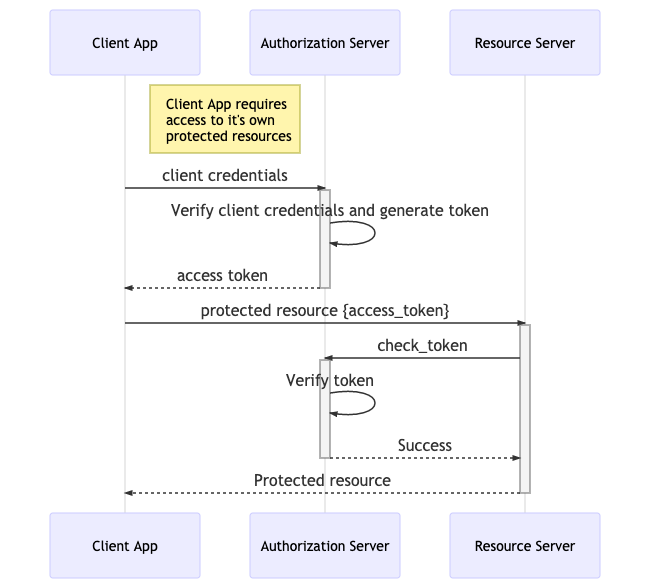 Client App
Authorization Server
Resource Server
Client App requires
access to it's own
protected resources
client credentials
Verify client credentials and generate token
access token
protected resource {access_token}
check_token
Verify token
Success
Protected resource
Client App
Authorization Server
Resource Server